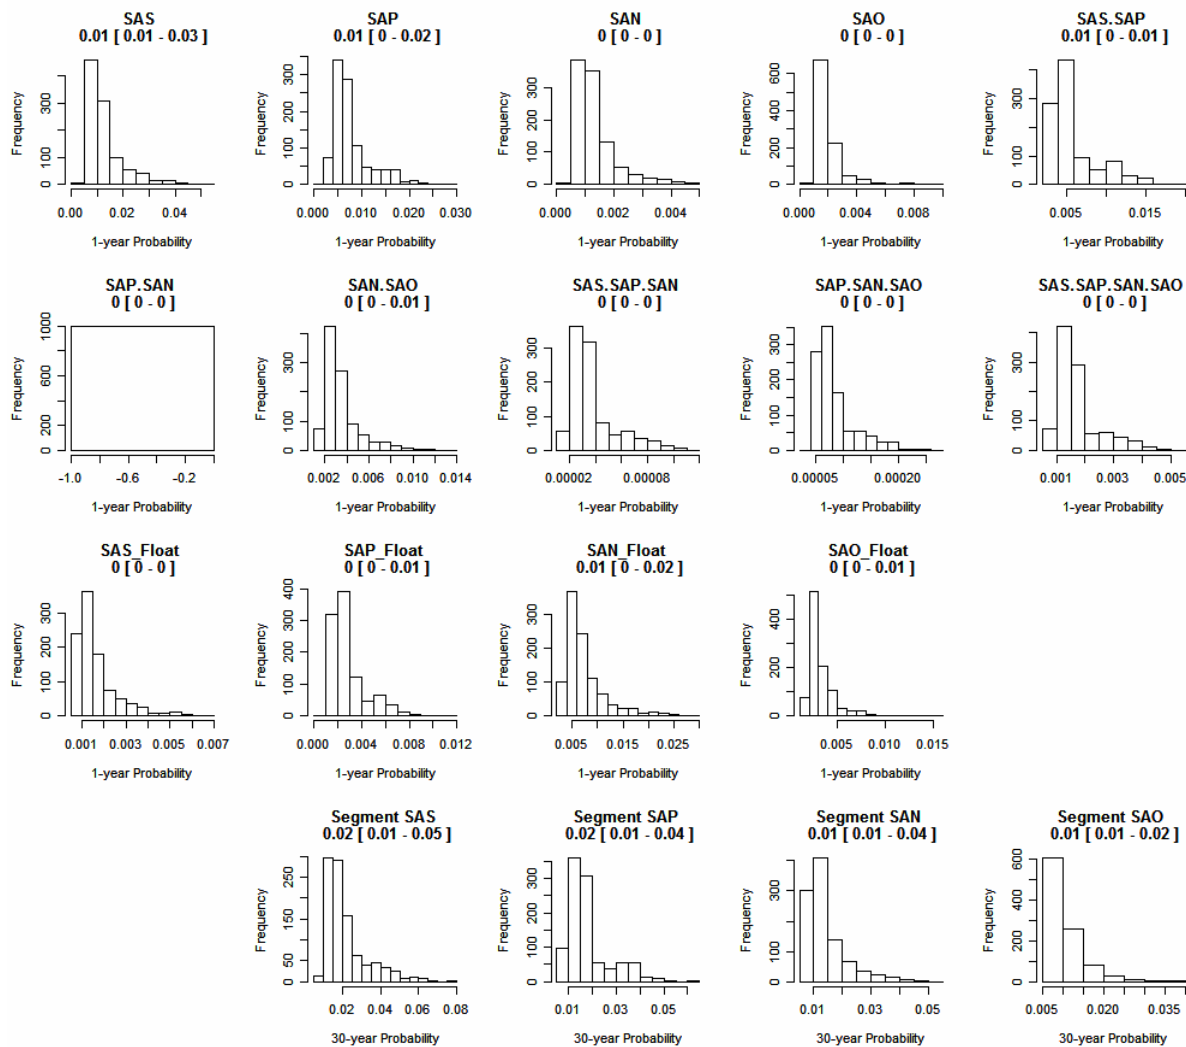 SAS
0.01 [ 0.01 - 0.03 ]
SAP
0.01 [ 0 - 0.02 ]
SAN
0 [ 0 - 0 ]
SAO
0 [ 0 - 0 ]
SAS.SAP
0.01 [ 0 - 0.01 ]
Frequency
0 100 300
0.00 0.02 0.04
1-year Probability
Frequency
0 50 100 200 300
0.000 0.010 0.020 0.030
1-year Probability
Frequency
0 100 300
0.000 0.002 0.004
1-year Probability
Frequency
0 200 400 600
0.000 0.004 0.008
1-year Probability
Frequency
0 100 300
0.005 0.015
1-year Probability
SAP.SAN
0 [ 0 - 0 ]
SAN.SAO
0 [ 0 - 0.01 ]
SAS.SAP.SAN
0 [ 0 - 0 ]
SAP.SAN.SAO
0 [ 0 - 0 ]
SAS.SAP.SAN.SAO
0 [ 0 - 0 ]
Frequency
0 200 600 1000
-1.0 -0.6 -0.2
1-year Probability
Frequency
0 100 300
0.002 0.006 0.010 0.014
1-year Probability
Frequency
0 100 200 300
0.00002 0.00008
1-year Probability
Frequency
0 100 200 300
0.00005 0.00020
1-year Probability
Frequency
0 100 300
0.001 0.003 0.005
1-year Probability
SAS_Float
0 [ 0 - 0 ]
SAP_Float
0 [ 0 - 0.01 ]
SAN_Float
0.01 [ 0 - 0.02 ]
SAO_Float
0 [ 0 - 0.01 ]
Frequency
0 100 200 300
0.001 0.003 0.005 0.007
1-year Probability
Frequency
0 100 200 300 400
0.000 0.004 0.008 0.012
1-year Probability
Frequency
0 100 200 300
0.005 0.015 0.025
1-year Probability
Frequency
0 200 400
0.005 0.010 0.015
1-year Probability
Segment SAS
0.02 [ 0.01 - 0.05 ]
Segment SAP
0.02 [ 0.01 - 0.04 ]
Segment SAN
0.01 [ 0.01 - 0.04 ]
Segment SAO
0.01 [ 0.01 - 0.02 ]
Frequency
0 50 150 250
0.02 0.04 0.06 0.08
30-year Probability
Frequency
0 100 200 300
0.01 0.03 0.05
30-year Probability
Frequency
0 100 300
0.01 0.03 0.05
30-year Probability
Frequency
0 100 200 300 400 500 600
0.005 0.020 0.035
30-year Probability